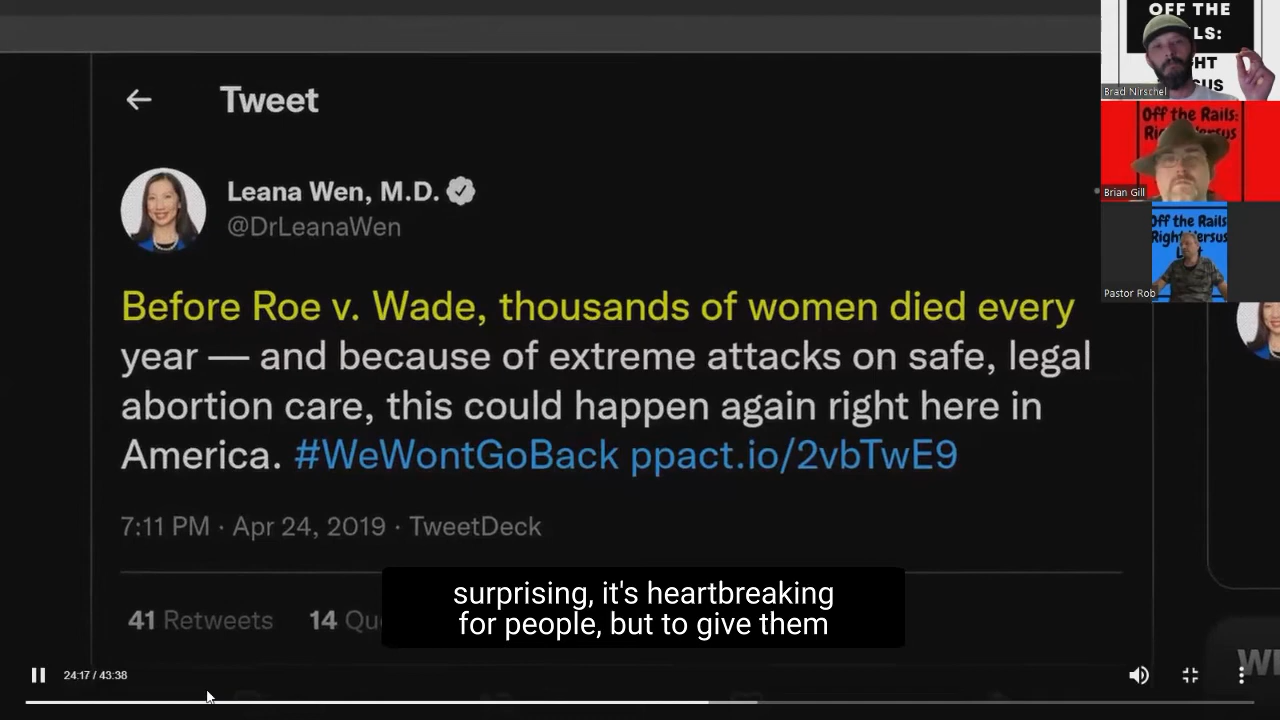 Tweet
Leana Wen, M.D.
@DrLeanaWen
Before Roe v. Wade, thousands of women died every
year — and because of extreme attacks on safe, legal
abortion care, this could happen again right here in
America. #WeWontGoBack ppact.io/2vbTwE9
7:11 PM · Apr 24, 2019 · TweetDeck
41 Retweets 14 Qu
surprising, it's heartbreaking
for people, but to give them
24:17 / 43:38
OFF THE
LS:
HT
SUS
Brad Nirschel
Off the Rails:
Ri ersus
Brian Gill
Off the Rails
Right ersus
L t
Pastor Rob
W